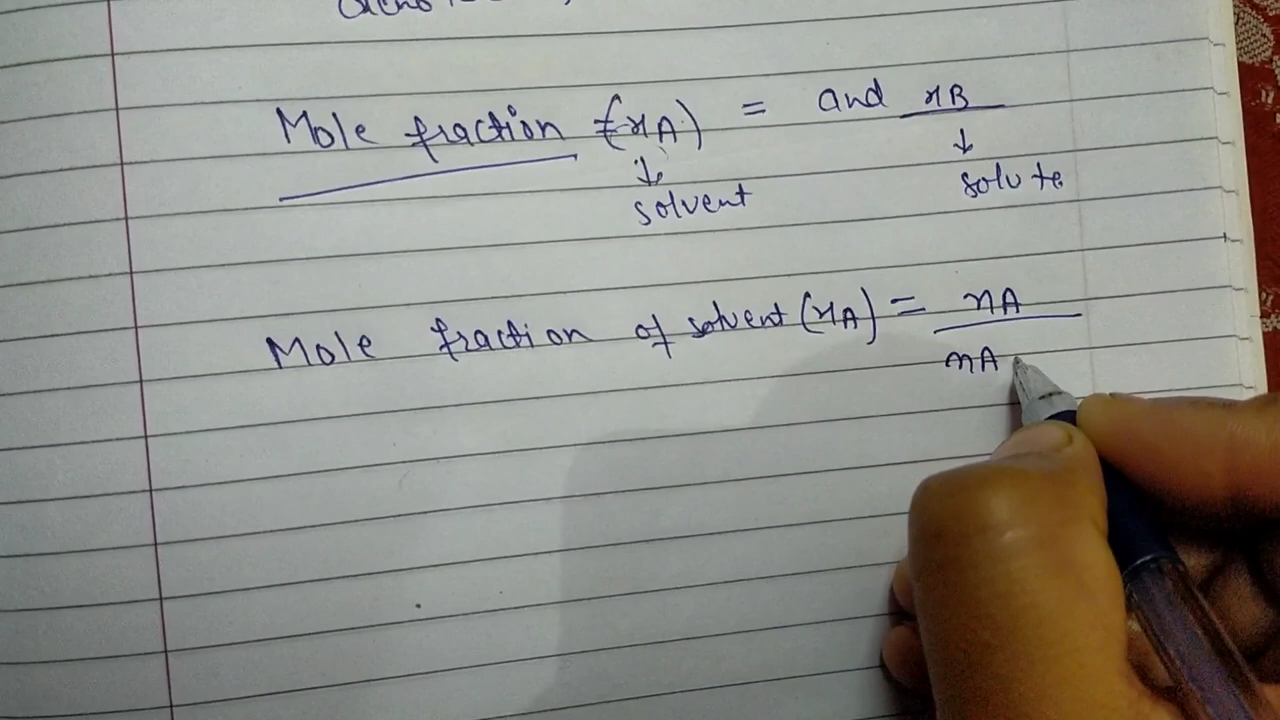 Mole fraction (xA) = and xB
↓ ↓
solvent solute
Mole fraction of solvent (xA) = nA
nA